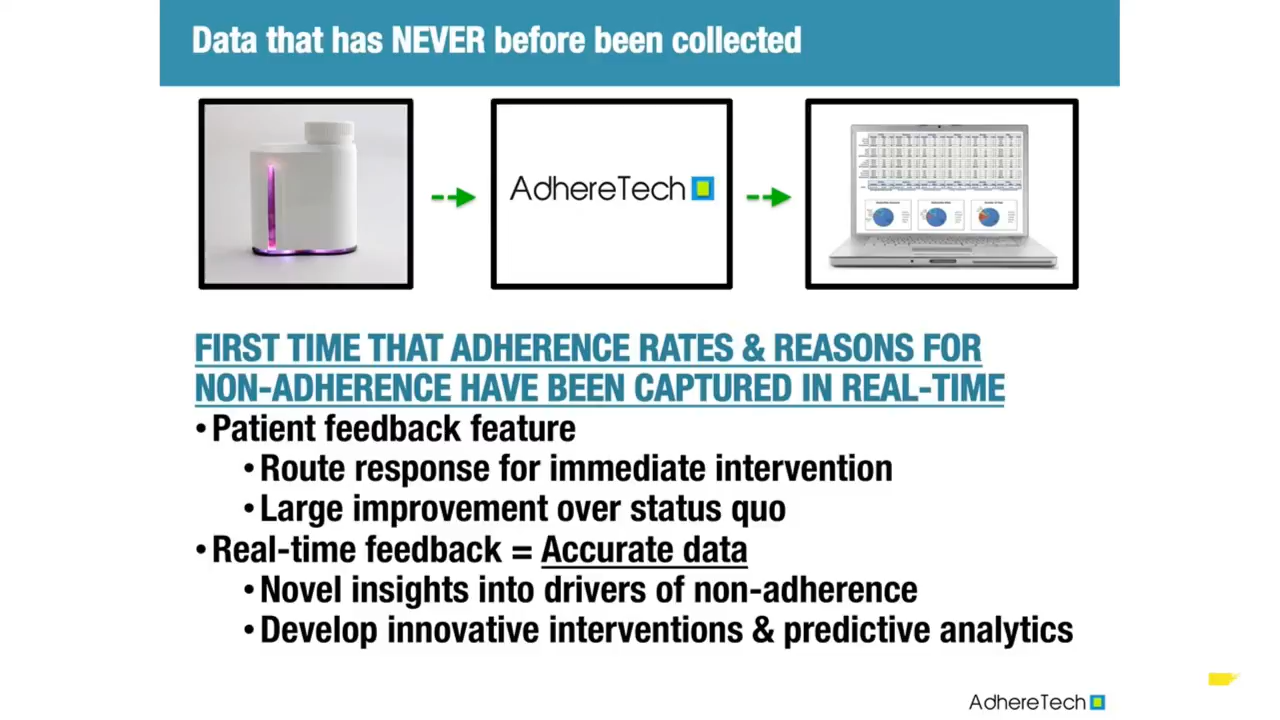 Data that has NEVER before been collected
AdhereTech
FIRST TIME THAT ADHERENCE RATES & REASONS FOR
NON-ADHERENCE HAVE BEEN CAPTURED IN REAL-TIME
•Patient feedback feature
•Route response for immediate intervention
•Large improvement over status quo
•Real-time feedback = Accurate data
•Novel insights into drivers of non-adherence
•Develop innovative interventions & predictive analytics
AdhereTech